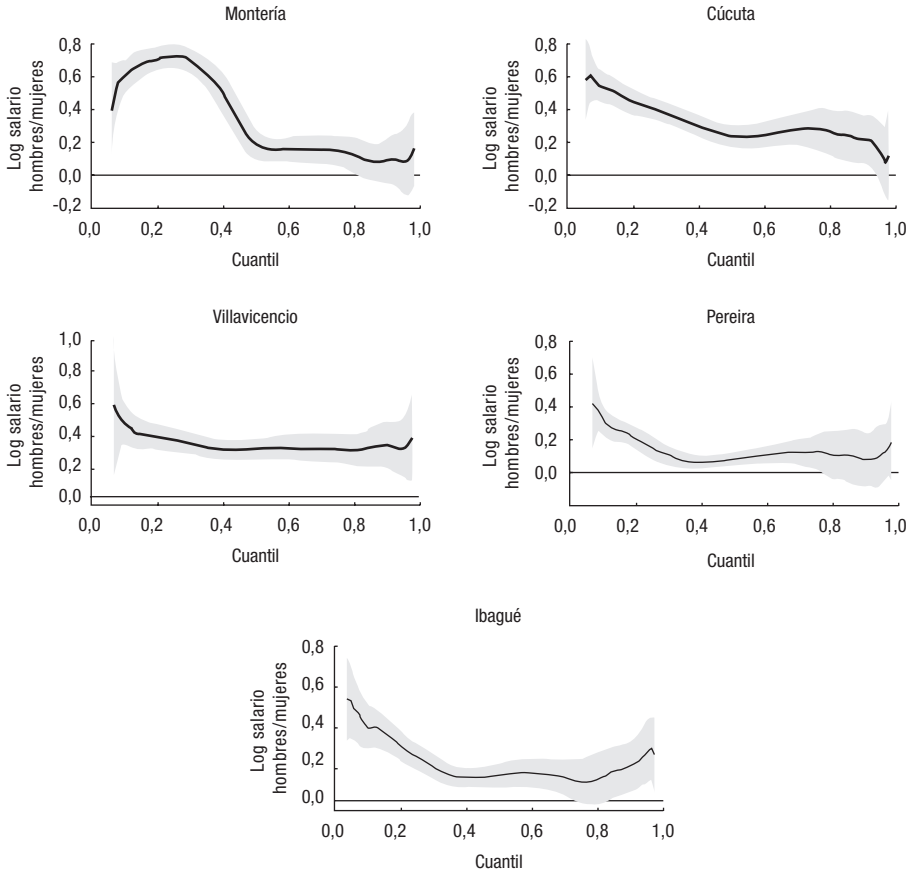 Montería
Log salario
hombres/mujeres
0,8
0,6
0,4
0,2
0,0
-0,2
0,0 0,2 0,4 0,6 0,8 1,0
Cuantil
Cúcuta
Log salario
hombres/mujeres
0,8
0,6
0,4
0,2
0,0
-0,2
0,0 0,2 0,4 0,6 0,8 1,0
Cuantil
Villavicencio
Log salario
hombres/mujeres
1,0
0,8
0,6
0,4
0,2
0,0
0,0 0,2 0,4 0,6 0,8 1,0
Cuantil
Pereira
Log salario
hombres/mujeres
0,8
0,6
0,4
0,2
0,0
0,0 0,2 0,4 0,6 0,8 1,0
Cuantil
Ibagué
Log salario
hombres/mujeres
0,8
0,6
0,4
0,2
0,0
0,0 0,2 0,4 0,6 0,8 1,0
Cuantil